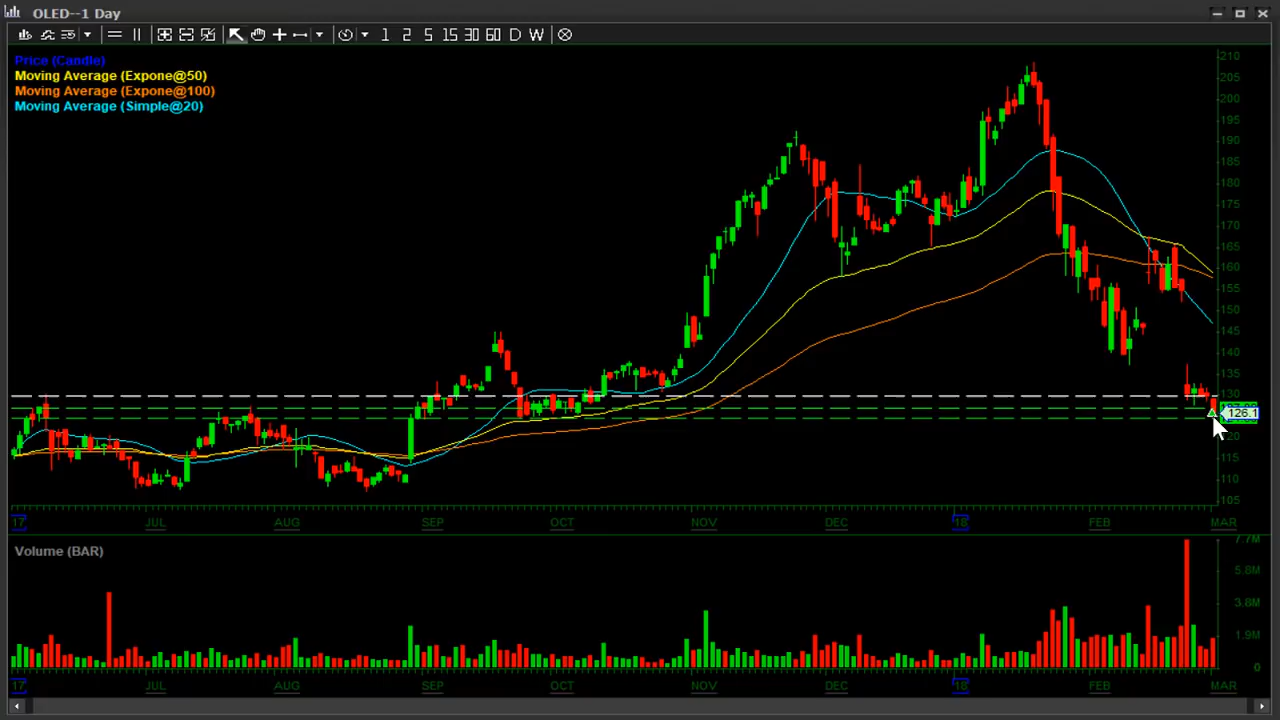 OLED--1 Day
1 2 5 15 30 60 D W
Price (Candle)
Moving Average (Expone@50)
Moving Average (Expone@100)
Moving Average (Simple@20)
210
205
200
195
190
185
180
175
170
165
160
155
150
145
140
135
130
126.1
120
115
110
105
17 JUL AUG SEP OCT NOV DEC 18 FEB MAR
Volume (BAR)
7.7M
5.8M
3.8M
1.9M
0
17 JUL AUG SEP OCT NOV DEC 18 FEB MAR